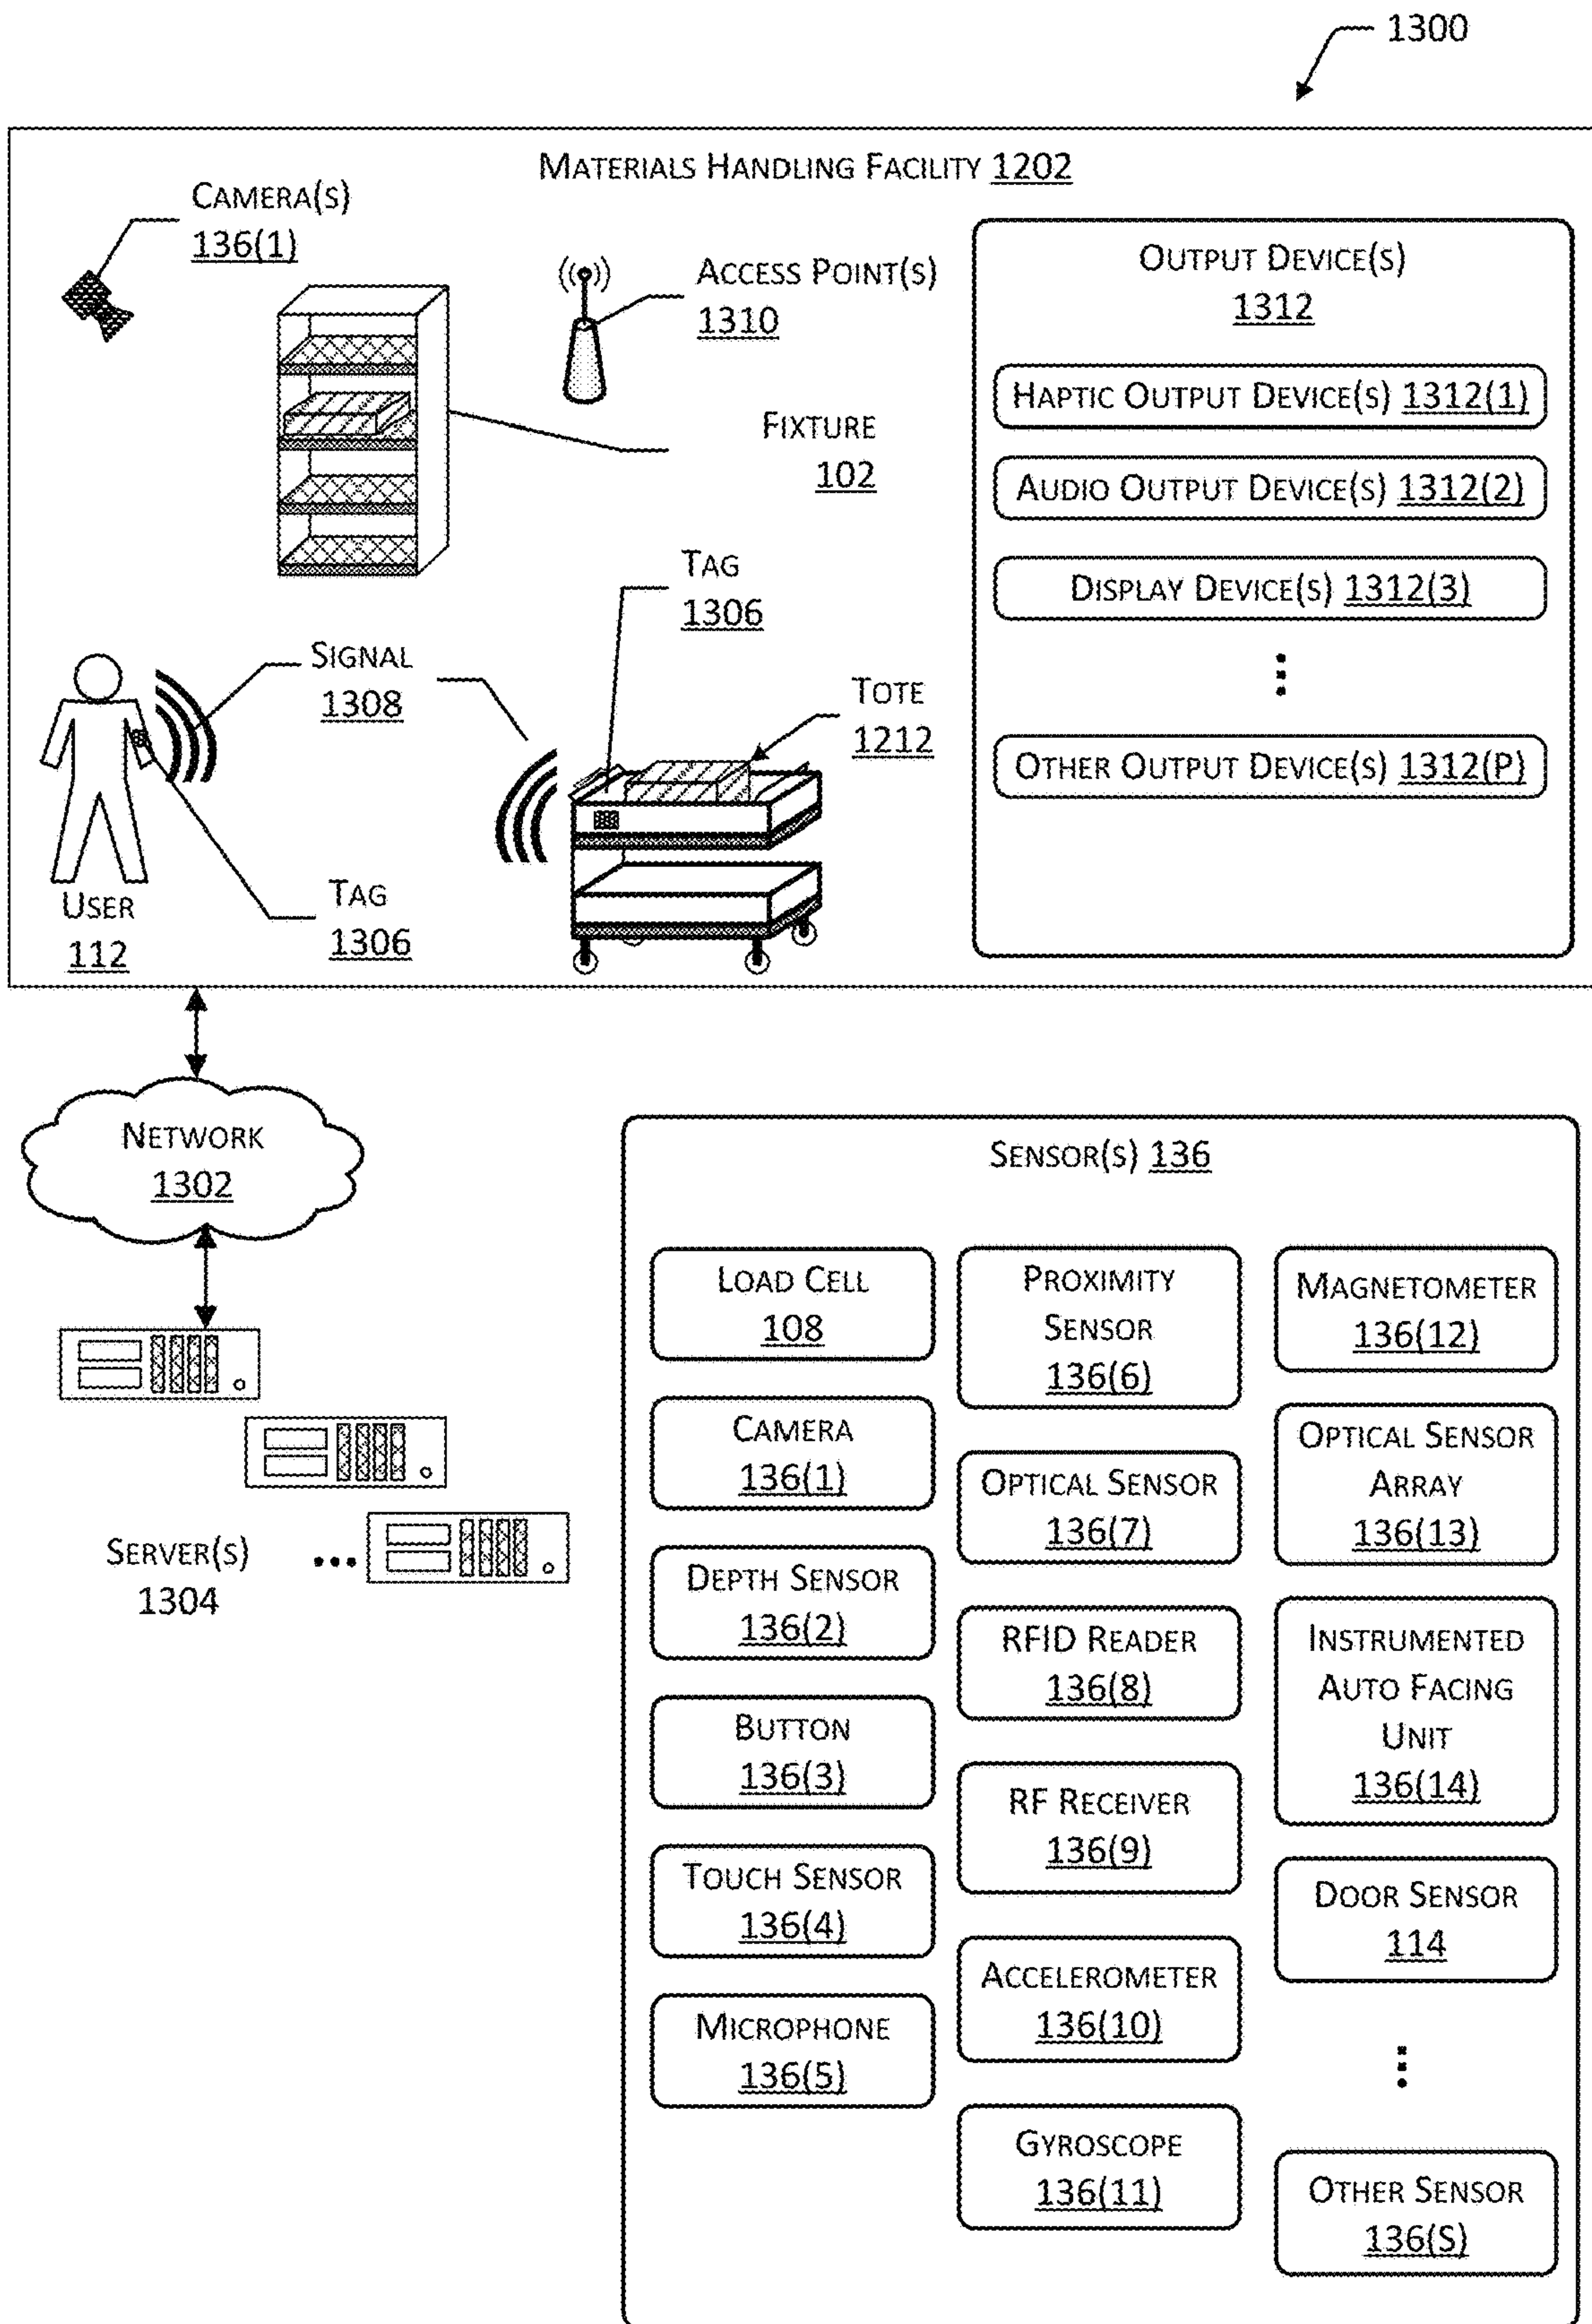 1300
MATERIALS HANDLING FACILITY 1202
CAMERA(S)
136(1)
ACCESS POINT(S)
1310
FIXTURE
102
TAG
1306
SIGNAL
1308
TOTE
1212
USER
112
TAG
1306
OUTPUT DEVICE(S)
1312
HAPTIC OUTPUT DEVICE(S) 1312(1)
AUDIO OUTPUT DEVICE(S) 1312(2)
DISPLAY DEVICE(S) 1312(3)
OTHER OUTPUT DEVICE(S) 1312(P)
NETWORK
1302
SERVER(S)
1304
SENSOR(S) 136
LOAD CELL
108
CAMERA
136(1)
DEPTH SENSOR
136(2)
BUTTON
136(3)
TOUCH SENSOR
136(4)
MICROPHONE
136(5)
PROXIMITY
SENSOR
136(6)
OPTICAL SENSOR
136(7)
RFID READER
136(8)
RF RECEIVER
136(9)
ACCELEROMETER
136(10)
GYROSCOPE
136(11)
MAGNETOMETER
136(12)
OPTICAL SENSOR
ARRAY
136(13)
INSTRUMENTED
AUTO FACING
UNIT
136(14)
DOOR SENSOR
114
OTHER SENSOR
136(S)